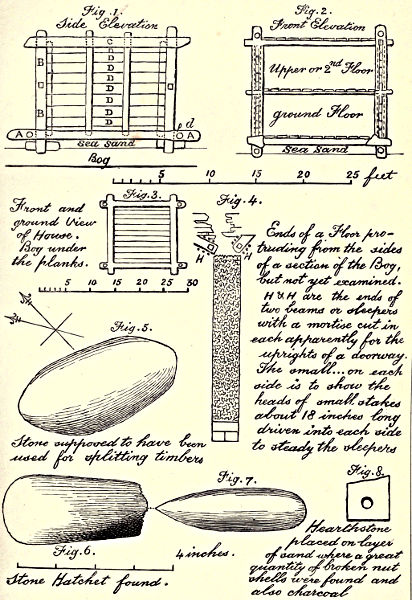 Fig. 1.
Side Elevation
C
D
D
D
D
D
D
D
B
B
A
d
A
Sea Sand
Bog
Fig. 2.
Front Elevation
Upper or 2nd Floor
ground Floor
Sea Sand
5 10 15 20 25 feet
Front and
ground View
of House.
Bog under
the planks.
Fig. 3.
5 10 15 20 25 30
Fig. 4.
H
H
Ends of a Floor pro-
truding from the sides
of a section of the Bog,
but not yet examined.
H & H are the ends of
two beams or sleepers
with a mortise cut in
each apparently for the
uprights of a doorway.
The small... on each
side is to show the
heads of small stakes
about 18 inches long
driven into each side
to steady the sleepers
Fig. 5.
Stone supposed to have been
used for splitting timbers
Fig. 7.
Fig. 6.
4 inches.
Stone Hatchet found.
Fig. 8.
Hearthstone
placed on layer
of sand where a great
quantity of broken nut
shells were found and
also charcoal